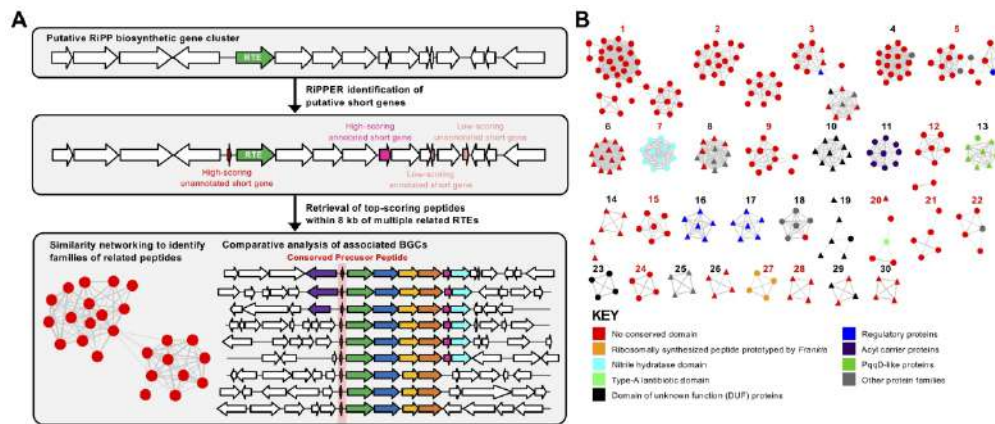 A
Putative RiPP biosynthetic gene cluster
RTE
RiPPER identification of
putative short genes
High-scoring
annotated short gene
Low-scoring
unannotated short gene
RTE
High-scoring
unannotated short gene
Low-scoring
annotated short gene
Retrieval of top-scoring peptides
within 8 kb of multiple related RTEs
Similarity networking to identify
families of related peptides
Comparative analysis of associated BGCs
Conserved Precusor Peptide
B
1 2 3 4 5
6 7 8 9 10 11 12 13
14 15 16 17 18 19 20 21 22
23 24 25 26 27 28 29 30
KEY
No conserved domain
Ribosomally synthesized peptide prototyped by Frankia
Nitrile hydratase domain
Type-A lantibiotic domain
Domain of unknown function (DUF) proteins
Regulatory proteins
Acyl carrier proteins
PqqD-like proteins
Other protein families